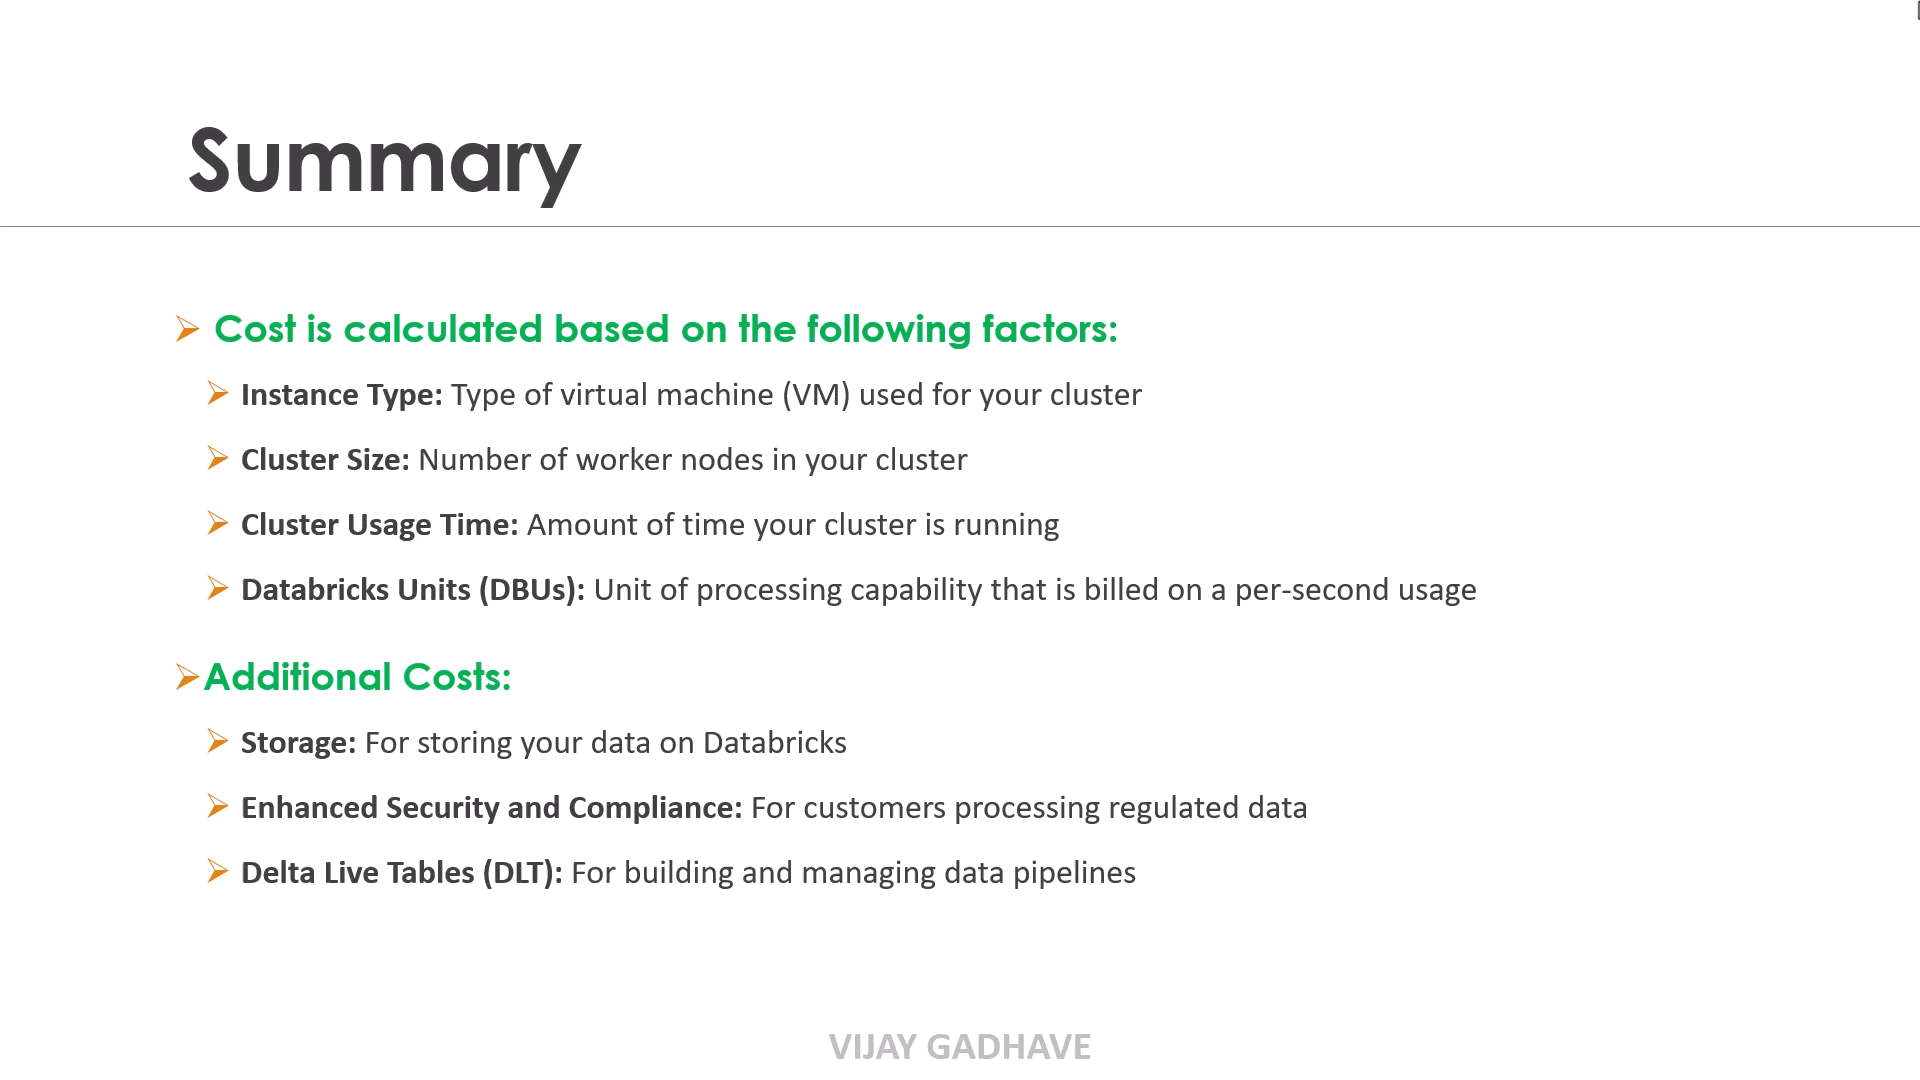 Summary
Cost is calculated based on the following factors:
Instance Type: Type of virtual machine (VM) used for your cluster
Cluster Size: Number of worker nodes in your cluster
Cluster Usage Time: Amount of time your cluster is running
Databricks Units (DBUs): Unit of processing capability that is billed on a per-second usage
Additional Costs:
Storage: For storing your data on Databricks
Enhanced Security and Compliance: For customers processing regulated data
Delta Live Tables (DLT): For building and managing data pipelines
VIJAY GADHAVE